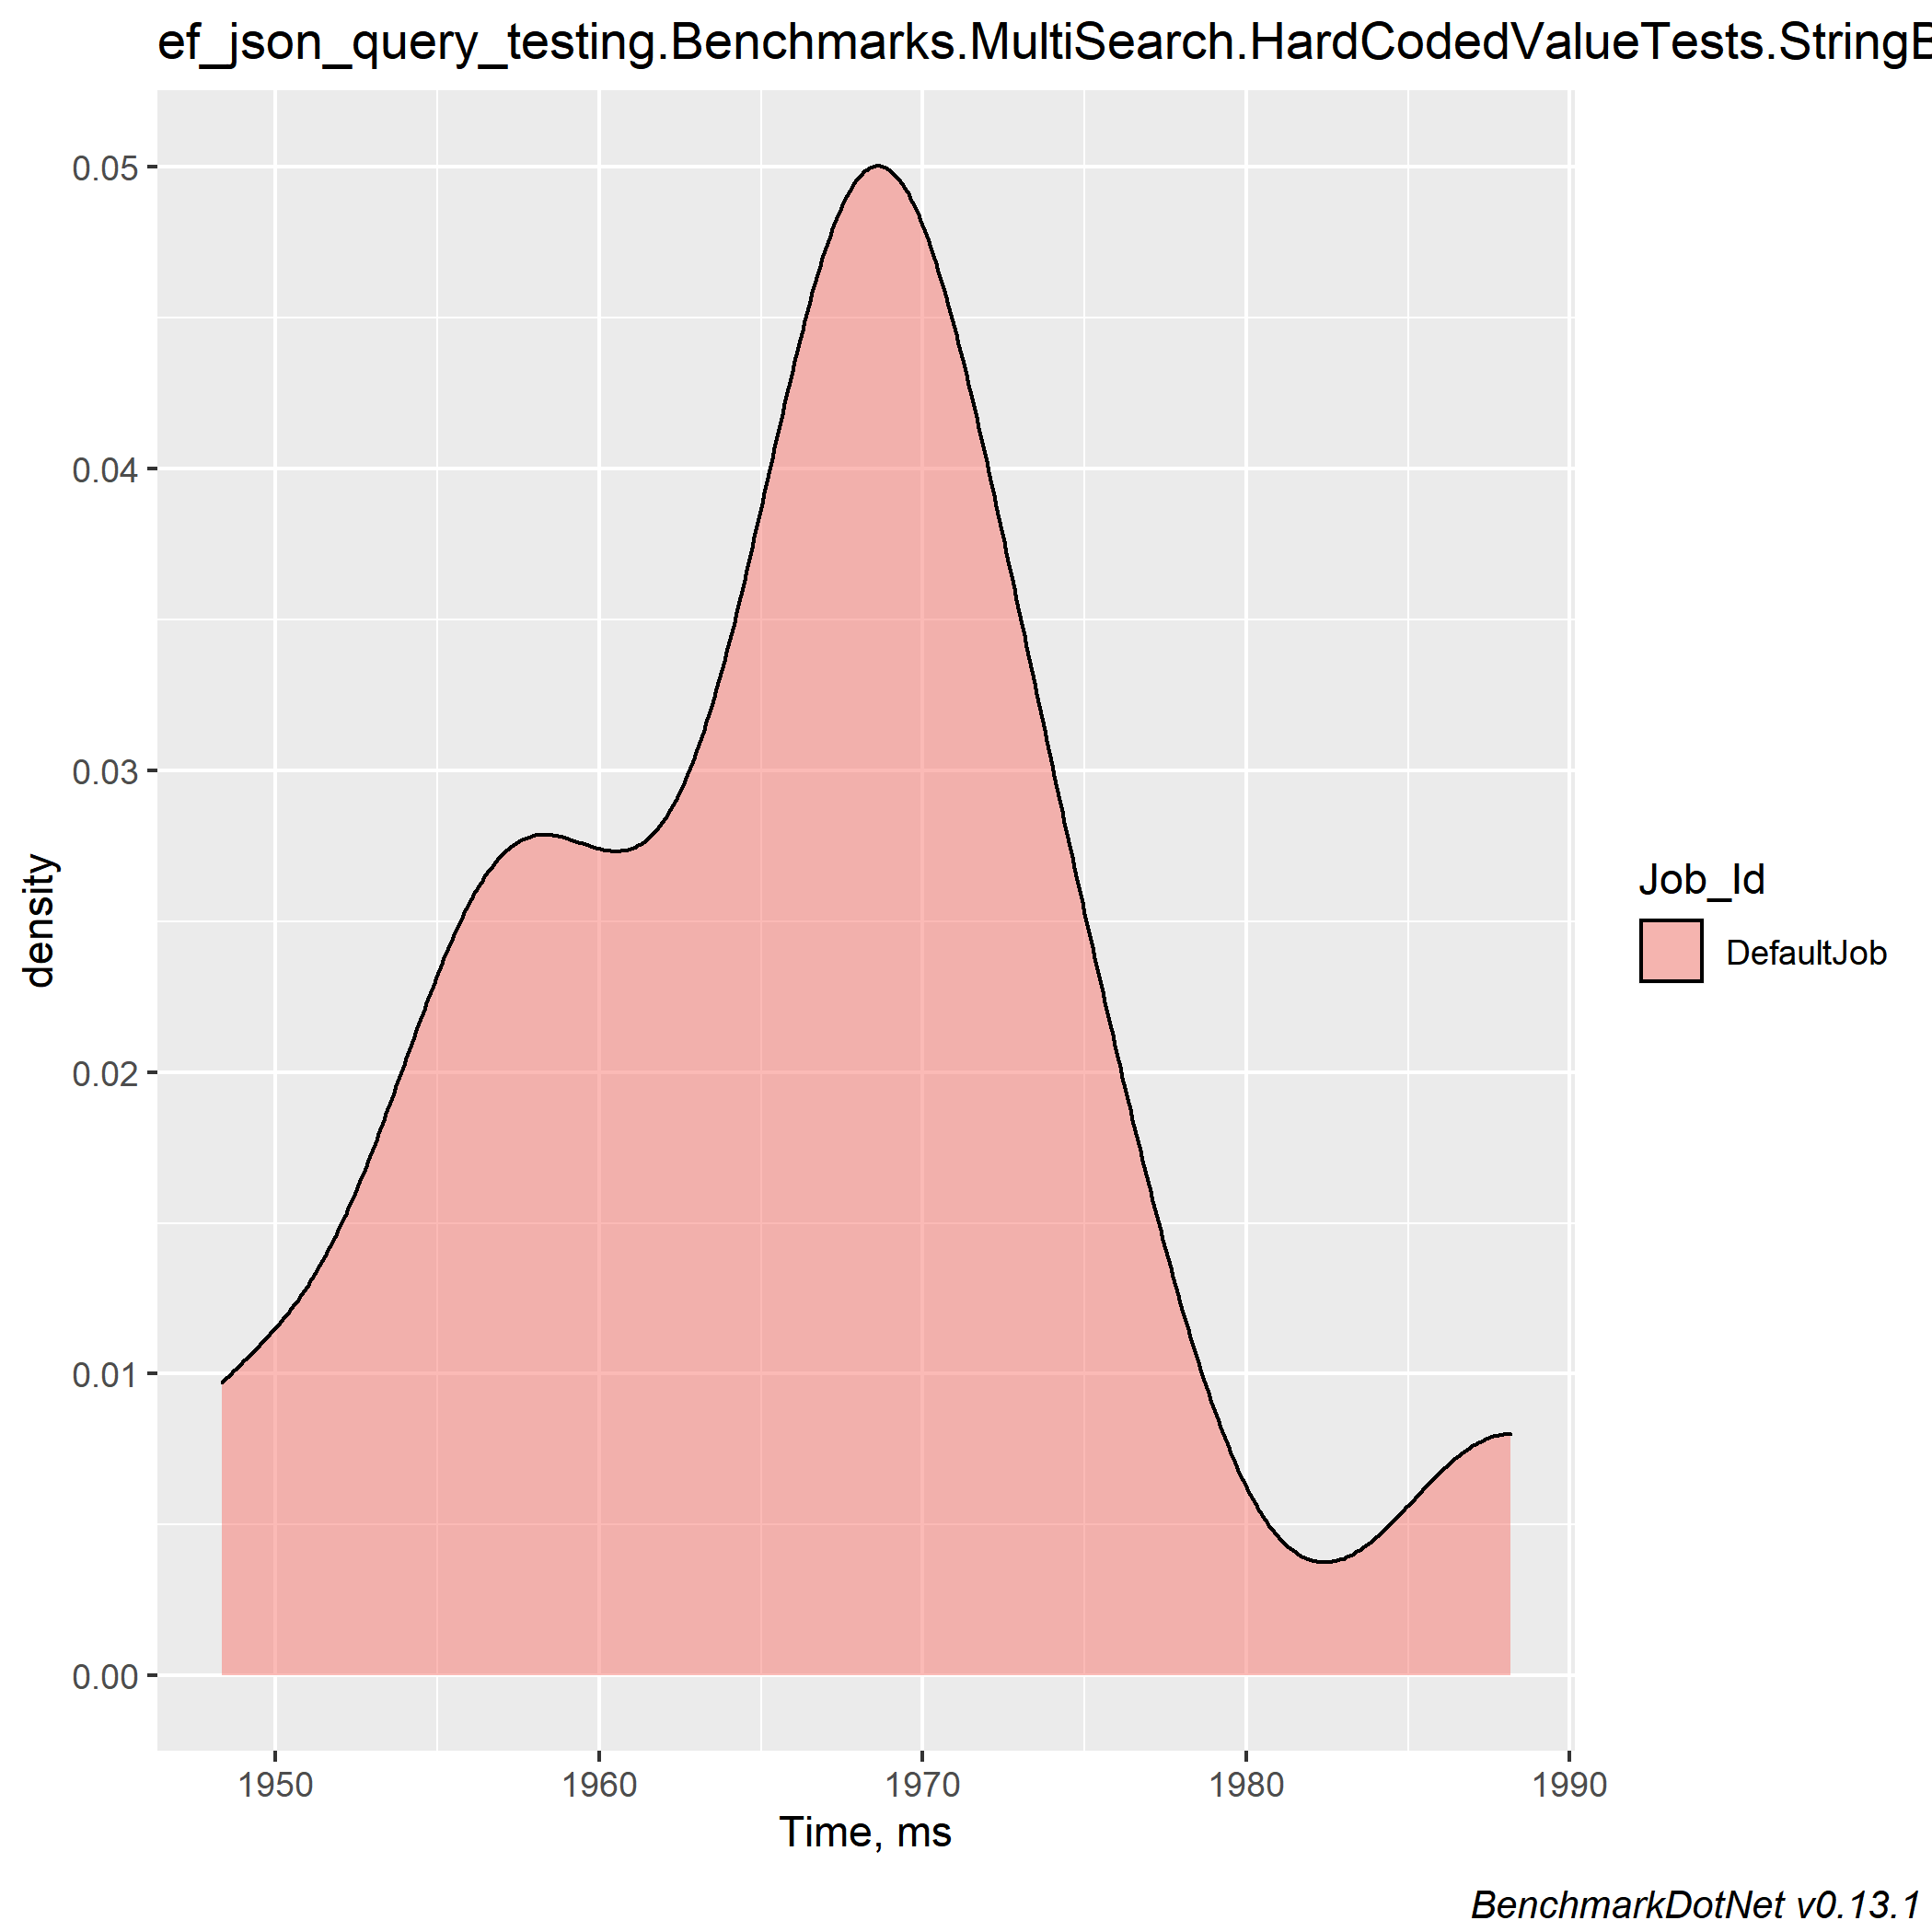 ef_json_query_testing.Benchmarks.MultiSearch.HardCodedValueTests.StringB
0.05
0.04
0.03
0.02
0.01
0.00
density
1950 1960 1970 1980 1990
Time, ms
Job_Id
DefaultJob
BenchmarkDotNet v0.13.1